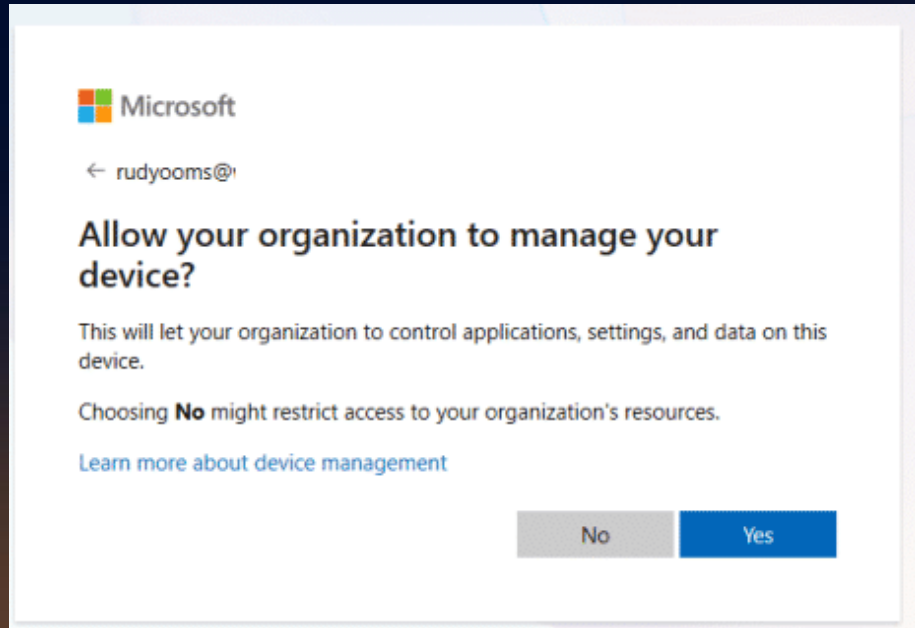 Microsoft
← rudyooms@
Allow your organization to manage your
device?
This will let your organization to control applications, settings, and data on this
device.
Choosing No might restrict access to your organization's resources.
Learn more about device management
No
Yes